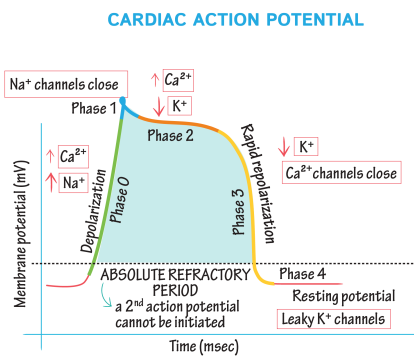 CARDIAC ACTION POTENTIAL
Na⁺ channels close
↑ Ca²⁺
↓ K⁺
Phase 1
Phase 2
↑ Ca²⁺
↑ Na⁺
Depolarization
Phase 0
Rapid repolarization
Phase 3
↓ K⁺
Ca²⁺channels close
Membrane potential (mV)
ABSOLUTE REFRACTORY
PERIOD
a 2ⁿᵈ action potential
cannot be initiated
Phase 4
Resting potential
Leaky K⁺ channels
Time (msec)